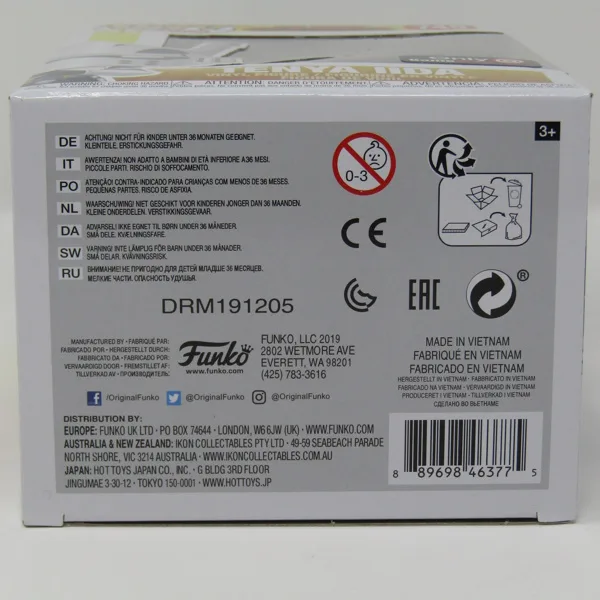 TENYA IIDA
DE ACHTUNG! NICHT FÜR KINDER UNTER 36 MONATEN GEEIGNET.
KLEINTEILE. ERSTICKUNGSGEFAHR.
IT AWERTENZA! NON ADATTO A BAMBINI DI ETÀ INFERIORE A 36 MESI.
PICCOLE PARTI. RISCHIO DI SOFFOCAMENTO.
PO ATENÇÃO! CONTRA-INDICADO PARA CRIANÇAS COM MENOS DE 36 MESES.
PEQUENAS PARTES. RISCO DE ASFIXIA.
NL WAARSCHUWING! NIET GESCHIKT VOOR KINDEREN JONGER DAN 36 MAANDEN.
KLEINE ONDERDELEN. VERSTIKKINGSGEVAAR.
DA ADVARSEL! IKKE EGNET TIL BØRN UNDER 36 MÅNEDER.
SMÅ DELE. KVÆLNINGSFARE.
SW VARNING! INTE LÄMPLIG FÖR BARN UNDER 36 MÅNADER.
SMÅ DELAR. KVÄVNINGSRISK.
RU ВНИМАНИЕ! НЕ ПРИГОДНО ДЛЯ ДЕТЕЙ МЛАДШЕ 36 МЕСЯЦЕВ.
МЕЛКИЕ ЧАСТИ. ОПАСНОСТЬ УДУШЬЯ.
0-3
3+
CE
DRM191205
EAC
®
MANUFACTURED BY • FABRIQUÉ PAR:
FABRICADO POR • HERGESTELLT DURCH:
FABBRICATO DA • FABRICADO POR:
VERVAARDIGD DOOR • FREMSTILLET AF:
TILLVERKAD AV • ПРОИЗВОДИТЕЛЬ:
Funko
www.funko.com
FUNKO, LLC 2019
2802 WETMORE AVE
EVERETT, WA 98201
(425) 783-3616
/OriginalFunko @OriginalFunko @OriginalFunko
MADE IN VIETNAM
FABRIQUÉ EN VIETNAM
FABRICADO EN VIETNAM
HERGESTELLT IN VIETNAM • FABBRICATO IN VIETNAM
FABRICADO NA VIETNAM • VERVAARDIGD IN VIETNAM
PRODUCERET I VIETNAM • TILLVERKAD I VIETNAM
СДЕЛАНО ВО ВЬЕТНАМЕ
DISTRIBUTION BY:
EUROPE: FUNKO UK LTD • PO BOX 74644 • LONDON, W6 6JW (UK) • WWW.FUNKO.COM
AUSTRALIA & NEW ZEALAND: IKON COLLECTABLES PTY LTD • 49-59 SEABEACH PARADE
NORTH SHORE, VIC 3214 AUSTRALIA • WWW.IKONCOLLECTABLES.COM.AU
JAPAN: HOT TOYS JAPAN CO., INC. • G BLDG 3RD FLOOR
JINGUMAE 3-30-12 • TOKYO 150-0001 • WWW.HOTTOYS.JP
8 89698 46377 5